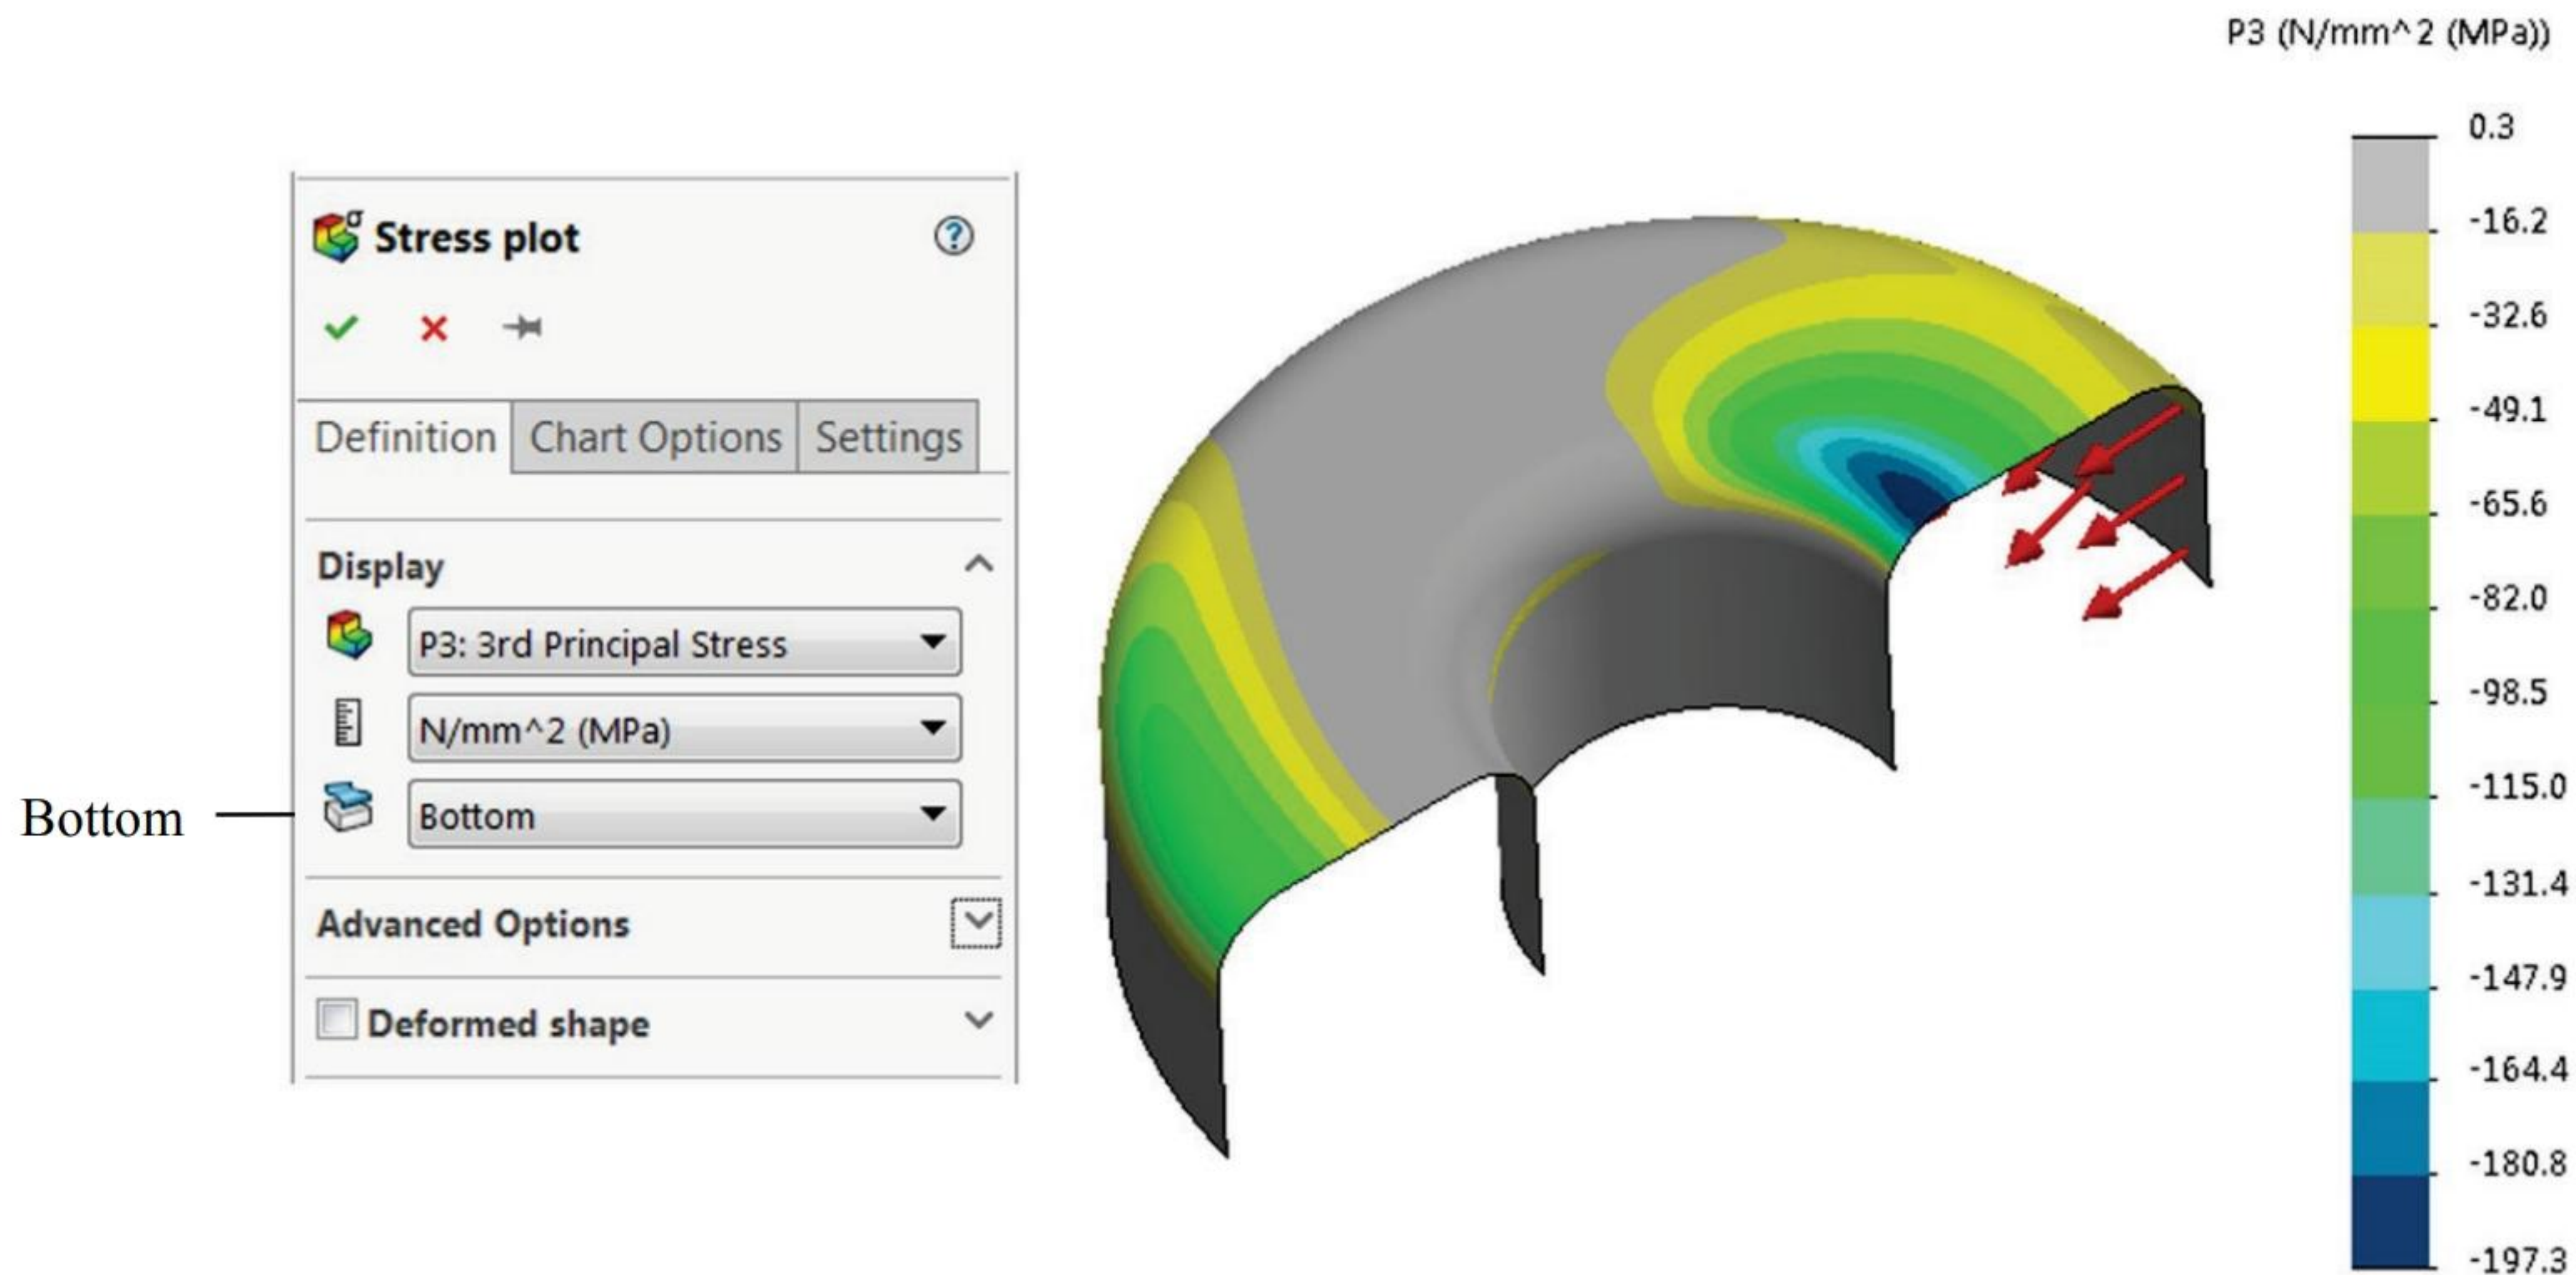 P3 (N/mm^2 (MPa))
0.3
-16.2
-32.6
-49.1
-65.6
-82.0
-98.5
-115.0
-131.4
-147.9
-164.4
-180.8
-197.3
σ
Stress plot
?
Definition Chart Options Settings
Display
P3: 3rd Principal Stress
N/mm^2 (MPa)
Bottom
Bottom
Advanced Options
Deformed shape